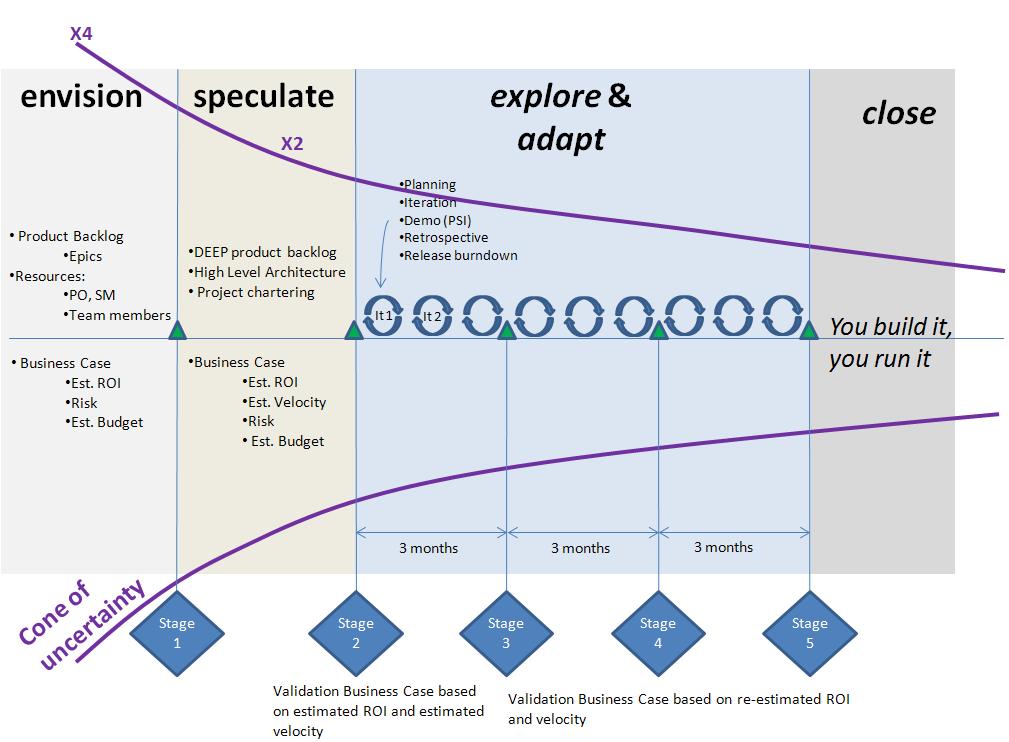 X4
envision
speculate
explore &
adapt
close
X2
•Planning
•Iteration
•Demo (PSI)
•Retrospective
•Release burndown
• Product Backlog
•Epics
•Resources:
•PO, SM
•Team members
•DEEP product backlog
•High Level Architecture
• Project chartering
It1
It 2
You build it,
you run it
• Business Case
•Est. ROI
•Risk
•Est. Budget
•Business Case
•Est. ROI
•Est. Velocity
•Risk
• Est. Budget
3 months
3 months
3 months
Cone of
uncertainty
Stage
1
Stage
2
Stage
3
Stage
4
Stage
5
Validation Business Case based
on estimated ROI and estimated
velocity
Validation Business Case based on re-estimated ROI
and velocity